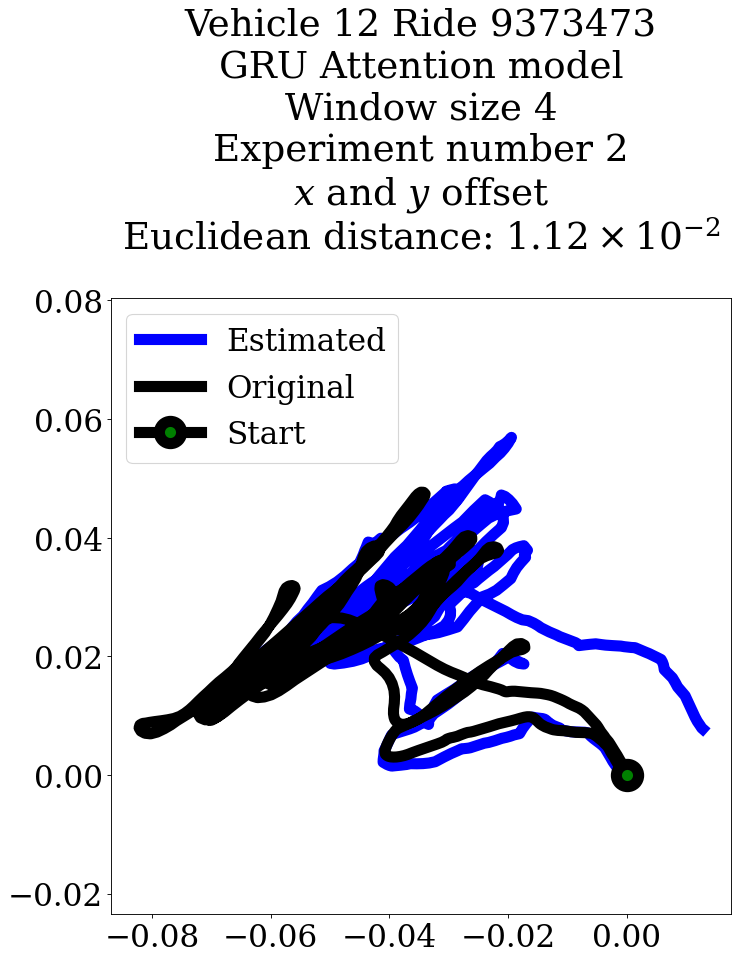 Vehicle 12 Ride 9373473
GRU Attention model
Window size 4
Experiment number 2
x and y offset
Euclidean distance: 1.12 × 10⁻²
0.08
0.06
0.04
0.02
0.00
−0.02
Estimated
Original
Start
−0.08 −0.06 −0.04 −0.02 0.00